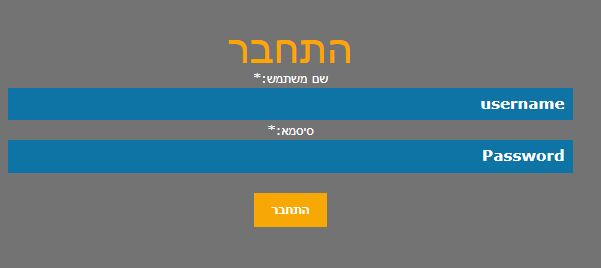 התחבר
שם משתמש:*
username
סיסמא:*
Password
התחבר